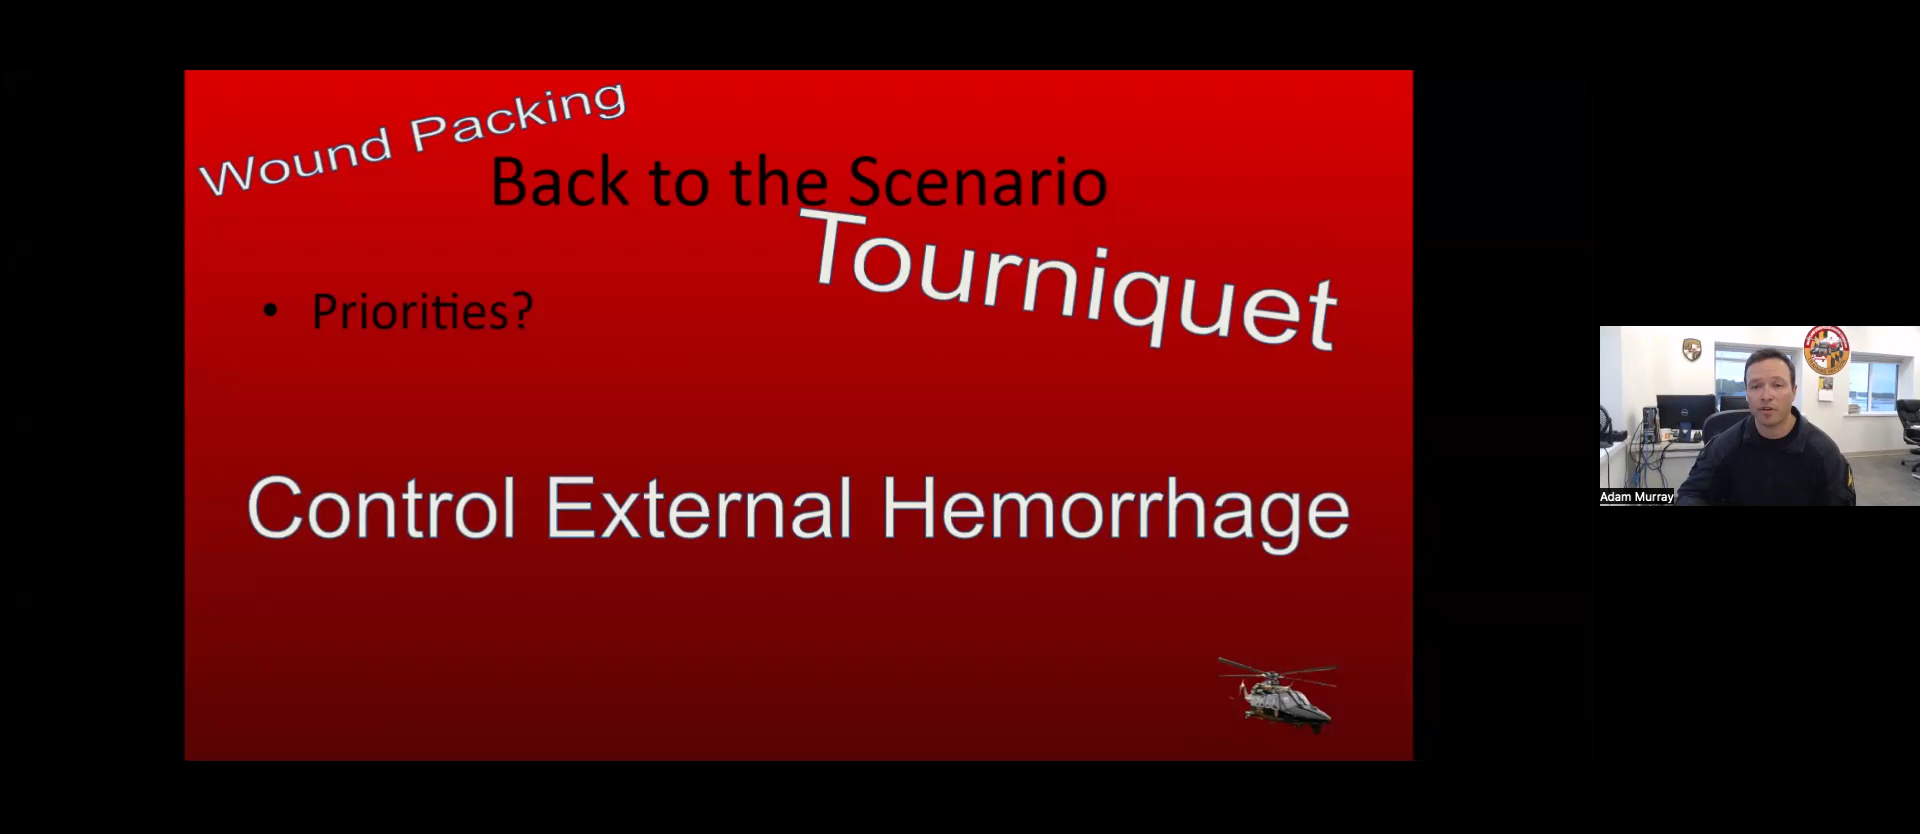 Wound Packing
Back to the Scenario
Tourniquet
• Priorities?
Control External Hemorrhage
Adam Murray